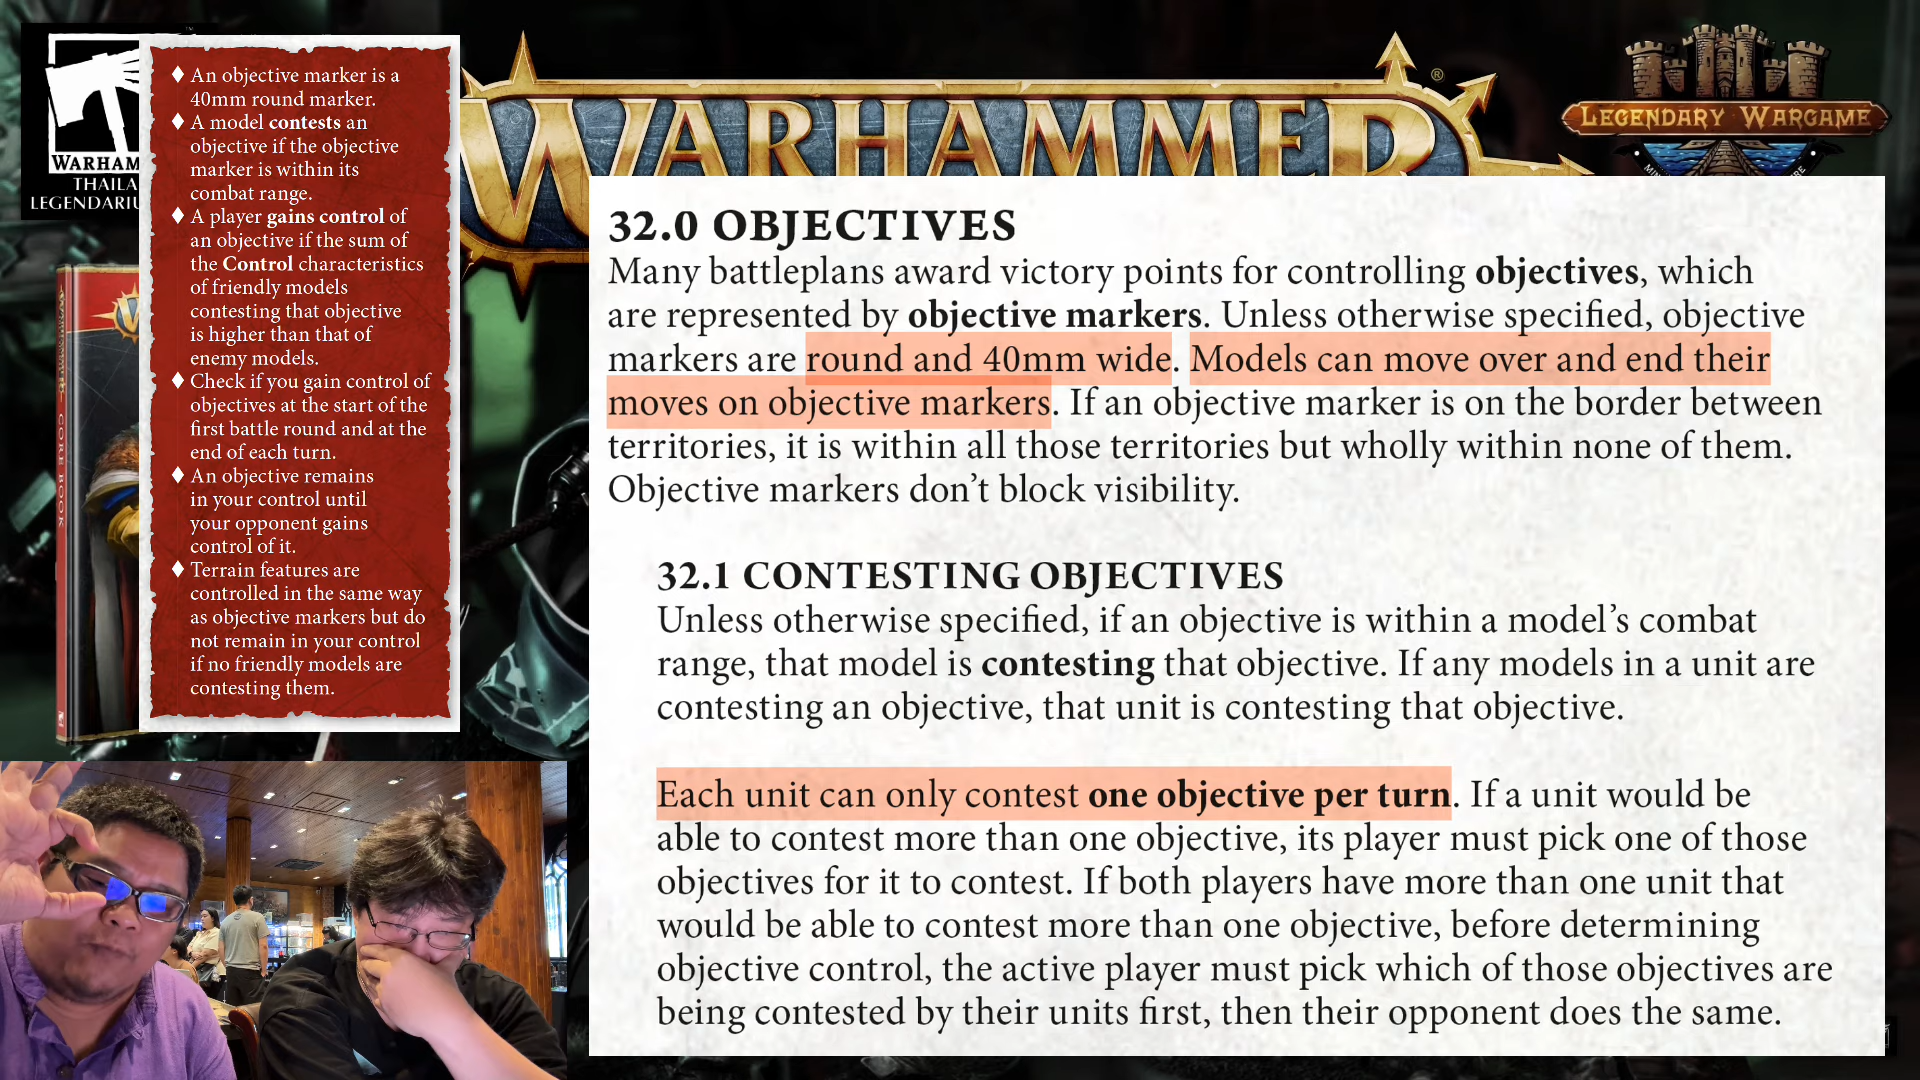 WARHAM
THAILA
LEGENDARIU
♦ An objective marker is a
40mm round marker.
♦ A model contests an
objective if the objective
marker is within its
combat range.
♦ A player gains control of
an objective if the sum of
the Control characteristics
of friendly models
contesting that objective
is higher than that of
enemy models.
♦ Check if you gain control of
objectives at the start of the
first battle round and at the
end of each turn.
♦ An objective remains
in your control until
your opponent gains
control of it.
♦ Terrain features are
controlled in the same way
as objective markers but do
not remain in your control
if no friendly models are
contesting them.
CORE BOOK
WARHAMMER®
LEGENDARY WARGAME
32.0 OBJECTIVES
Many battleplans award victory points for controlling objectives, which
are represented by objective markers. Unless otherwise specified, objective
markers are round and 40mm wide. Models can move over and end their
moves on objective markers. If an objective marker is on the border between
territories, it is within all those territories but wholly within none of them.
Objective markers don’t block visibility.
32.1 CONTESTING OBJECTIVES
Unless otherwise specified, if an objective is within a model’s combat
range, that model is contesting that objective. If any models in a unit are
contesting an objective, that unit is contesting that objective.
Each unit can only contest one objective per turn. If a unit would be
able to contest more than one objective, its player must pick one of those
objectives for it to contest. If both players have more than one unit that
would be able to contest more than one objective, before determining
objective control, the active player must pick which of those objectives are
being contested by their units first, then their opponent does the same.